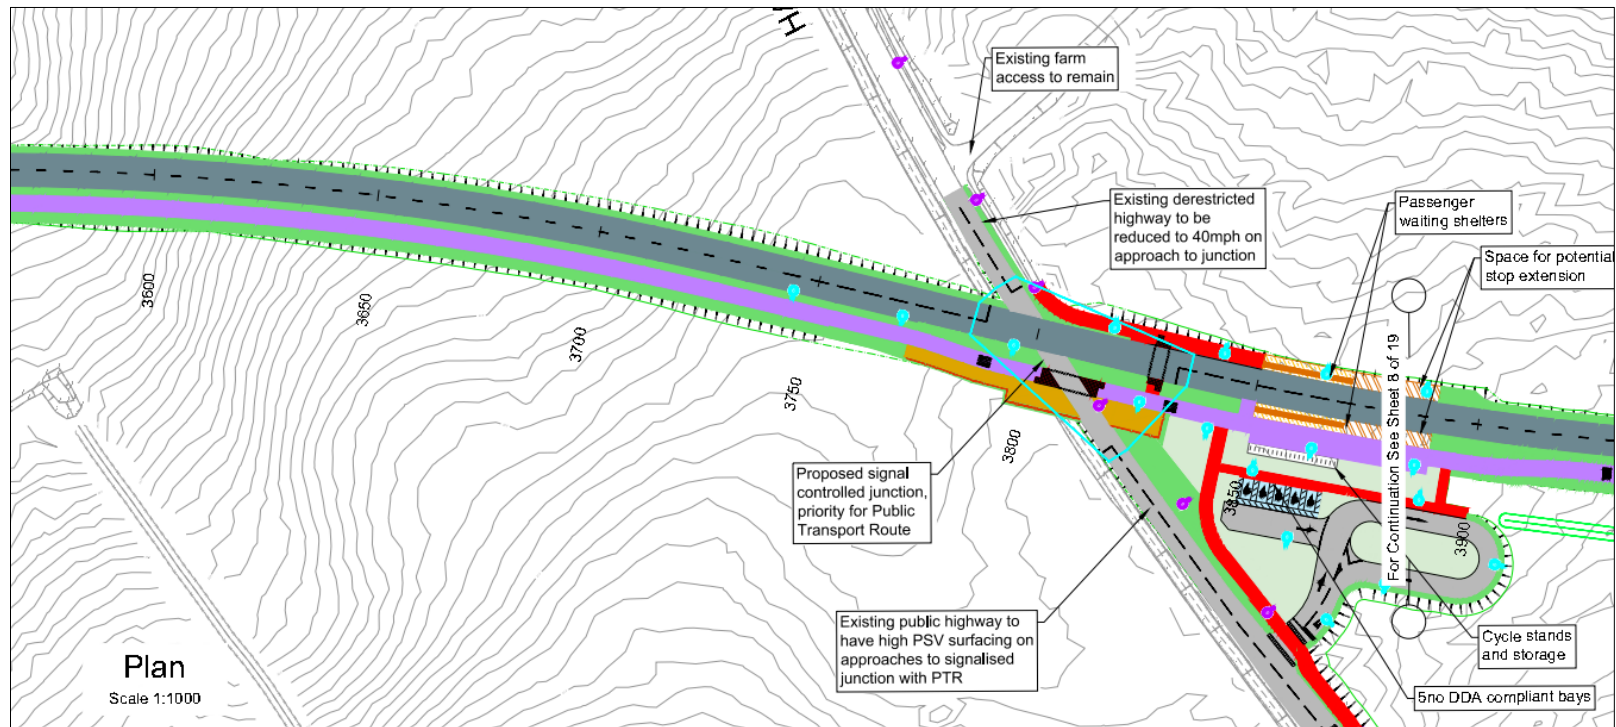 Existing farm
access to remain
Existing derestricted
highway to be
reduced to 40mph on
approach to junction
Passenger
waiting shelters
Space for potential
stop extension
3600
3650
3700
3750
3800
3850
3900
For Continuation See Sheet 8 of 19
Proposed signal
controlled junction,
priority for Public
Transport Route
Existing public highway to
have high PSV surfacing on
approaches to signalised
junction with PTR
Cycle stands
and storage
5no DDA compliant bays
Plan
Scale 1:1000